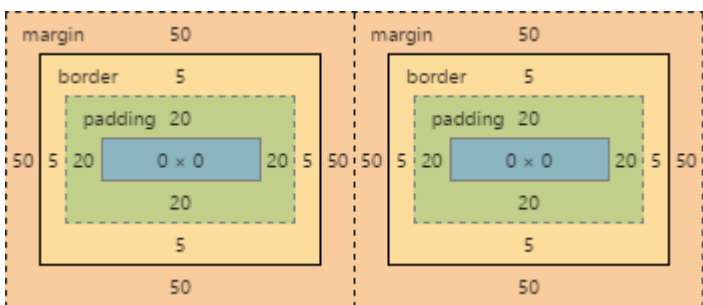 margin 50 margin 50
border 5 border 5
padding 20 padding 20
50 5 20 0 × 0 20 5 50 50 5 20 0 × 0 20 5 50
20 20
5 5
50 50